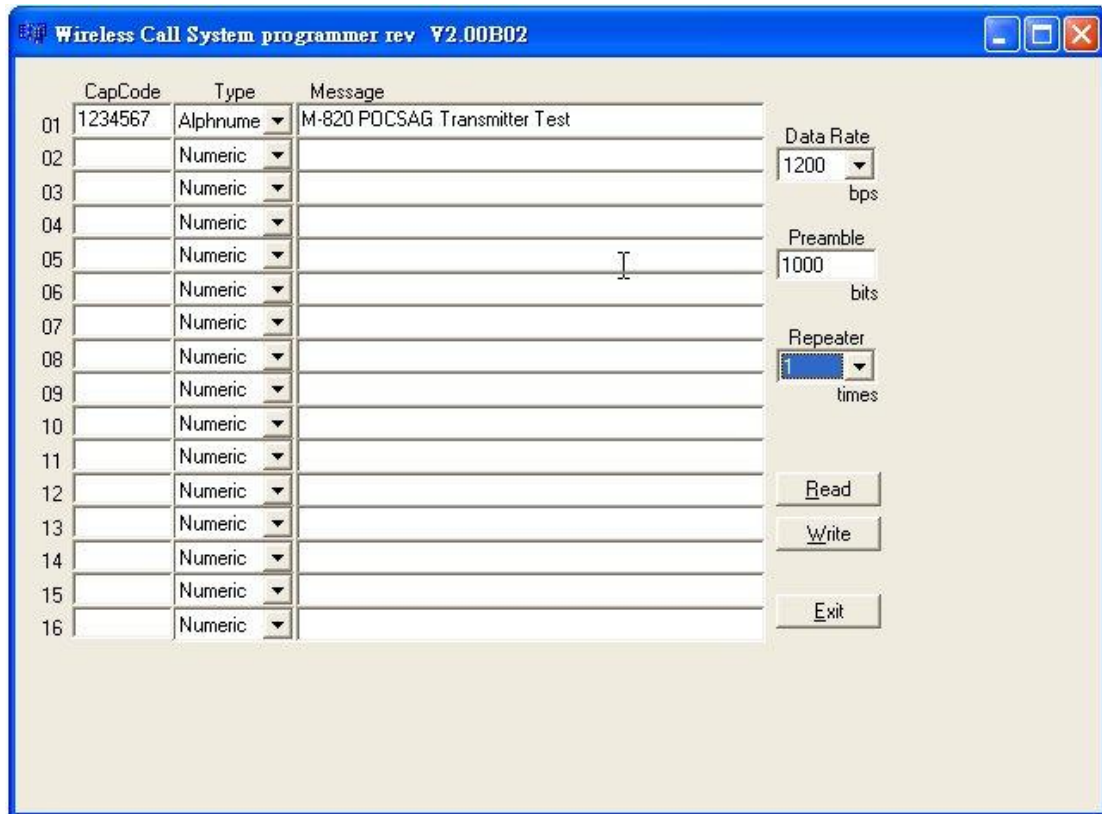 Wireless Call System programmer rev V2.00B02
CapCode Type Message
01 1234567 Alphnume M-820 POCSAG Transmitter Test
02 Numeric
03 Numeric
04 Numeric
05 Numeric
06 Numeric
07 Numeric
08 Numeric
09 Numeric
10 Numeric
11 Numeric
12 Numeric
13 Numeric
14 Numeric
15 Numeric
16 Numeric
Data Rate
1200
bps
Preamble
1000
bits
Repeater
1
times
Read
Write
Exit